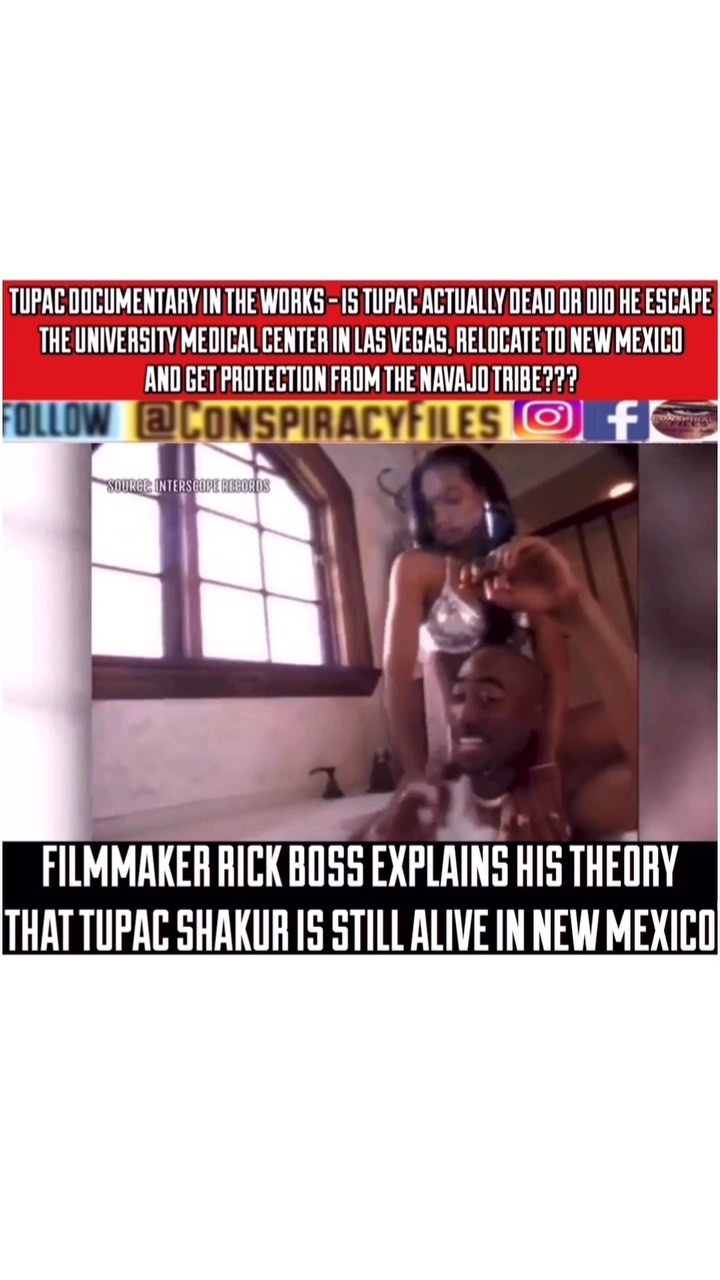 TUPAC DOCUMENTARY IN THE WORKS - IS TUPAC ACTUALLY DEAD OR DID HE ESCAPE
THE UNIVERSITY MEDICAL CENTER IN LAS VEGAS, RELOCATE TO NEW MEXICO
AND GET PROTECTION FROM THE NAVAJO TRIBE???
FOLLOW @CONSPIRACYFILES
SOURCE: INTERSCOPE RECORDS
FILMMAKER RICK BOSS EXPLAINS HIS THEORY
THAT TUPAC SHAKUR IS STILL ALIVE IN NEW MEXICO